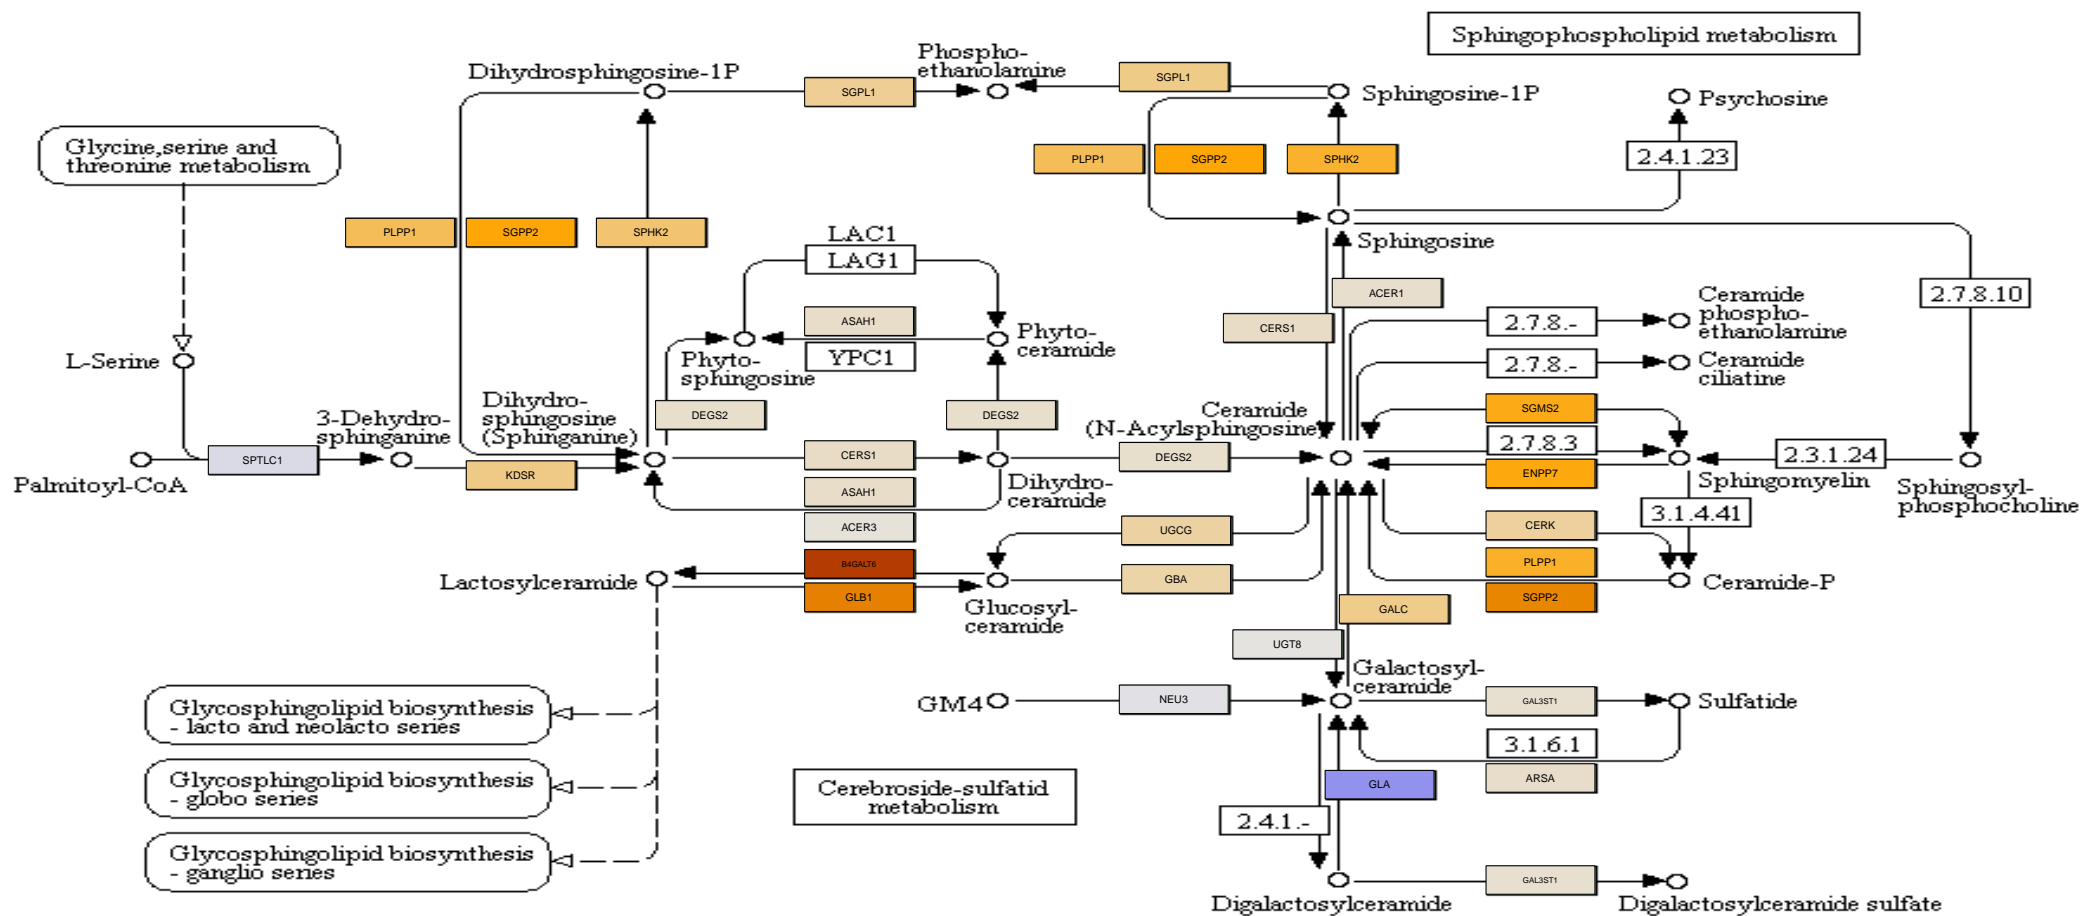 Sphingophospholipid metabolism
Phospho-
ethanolamine
Dihydrosphingosine-1P
SGPL1
SGPL1
Sphingosine-1P
Psychosine
Glycine,serine and
threonine metabolism
PLPP1
SGPP2
SPHK2
2.4.1.23
PLPP1
SGPP2
SPHK2
LAC1
LAG1
Sphingosine
ACER1
2.7.8.10
ASAH1
YPC1
CERS1
2.7.8.-
Ceramide
phospho-
ethanolamine
L-Serine
Phyto-
sphingosine
Phyto-
ceramide
2.7.8.-
Ceramide
ciliatine
3-Dehydro-
sphinganine
Dihydro-
sphingosine
(Sphinganine)
DEGS2
DEGS2
Ceramide
(N-Acylsphingosine)
SGMS2
2.7.8.3
SPTLC1
KDSR
CERS1
DEGS2
ENPP7
2.3.1.24
Palmitoyl-CoA
ASAH1
Dihydro-
ceramide
Sphingomyelin
Sphingosyl-
phosphocholine
ACER3
UGCG
CERK
3.1.4.41
B4GALT6
GLB1
PLPP1
SGPP2
Lactosylceramide
Glucosyl-
ceramide
GBA
GALC
Ceramide-P
UGT8
Galactosyl-
ceramide
GM4
NEU3
GAL3ST1
Sulfatide
Glycosphingolipid biosynthesis
- lacto and neolacto series
3.1.6.1
ARSA
Glycosphingolipid biosynthesis
- globo series
Cerebroside-sulfatid
metabolism
GLA
2.4.1.-
Glycosphingolipid biosynthesis
- ganglio series
GAL3ST1
Digalactosylceramide
Digalactosylceramide sulfate